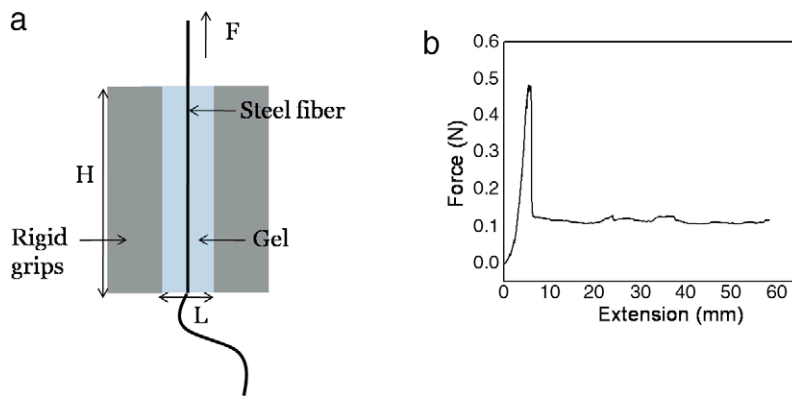 a
F
Steel fiber
H
Rigid
grips
Gel
L
b
0.6
0.5
0.4
0.3
0.2
0.1
0.0
Force (N)
0 10 20 30 40 50 60
Extension (mm)